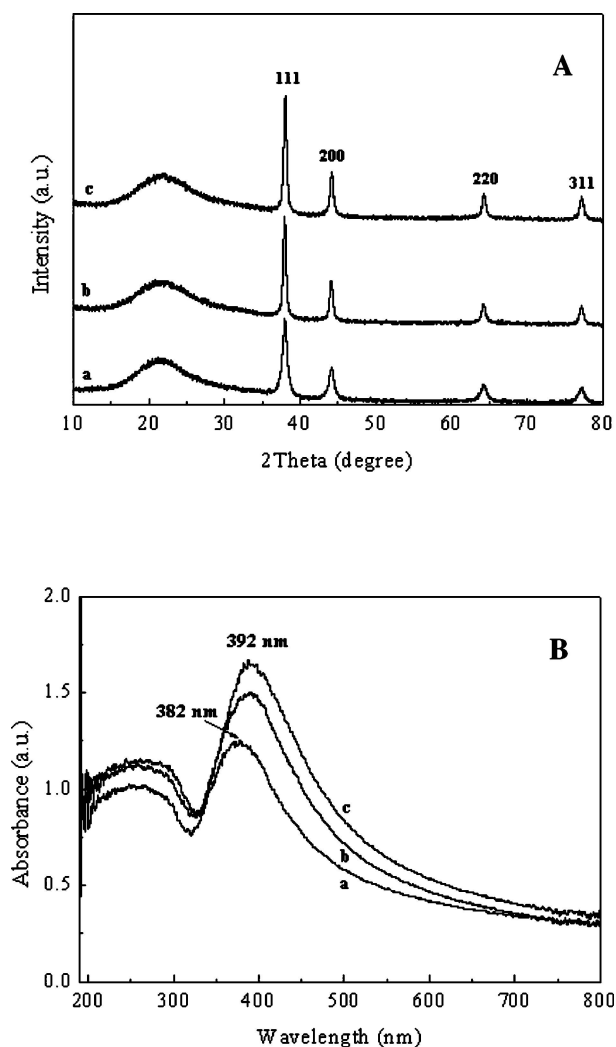 A
111
200
220
311
c
b
a
Intensity (a.u.)
10 20 30 40 50 60 70 80
2Theta (degree)
B
2.0
1.5
1.0
0.5
0.0
392 nm
382 nm
c
b
a
Absorbance (a.u.)
200 300 400 500 600 700 800
Wavelength (nm)